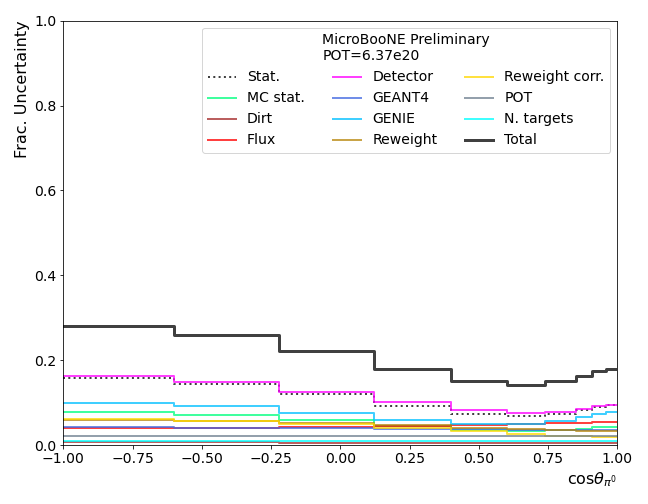 Frac. Uncertainty
1.0
0.8
0.6
0.4
0.2
0.0
MicroBooNE Preliminary
POT=6.37e20
Stat.
MC stat.
Dirt
Flux
Detector
GEANT4
GENIE
Reweight
Reweight corr.
POT
N. targets
Total
−1.00 −0.75 −0.50 −0.25 0.00 0.25 0.50 0.75 1.00
cosθπ⁰